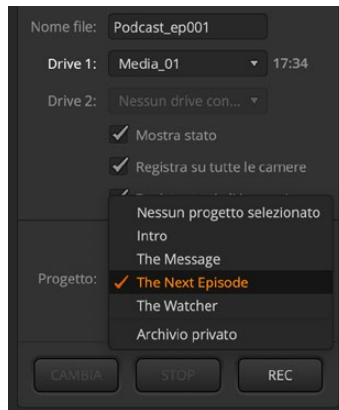 Nome file: Podcast_ep001
Drive 1: Media_01 17:34
Drive 2: Nessun drive con...
Mostra stato
Registra su tutte le camere
Nessun progetto selezionato
Intro
The Message
Progetto: The Next Episode
The Watcher
Archivio privato
CAMBIA STOP REC